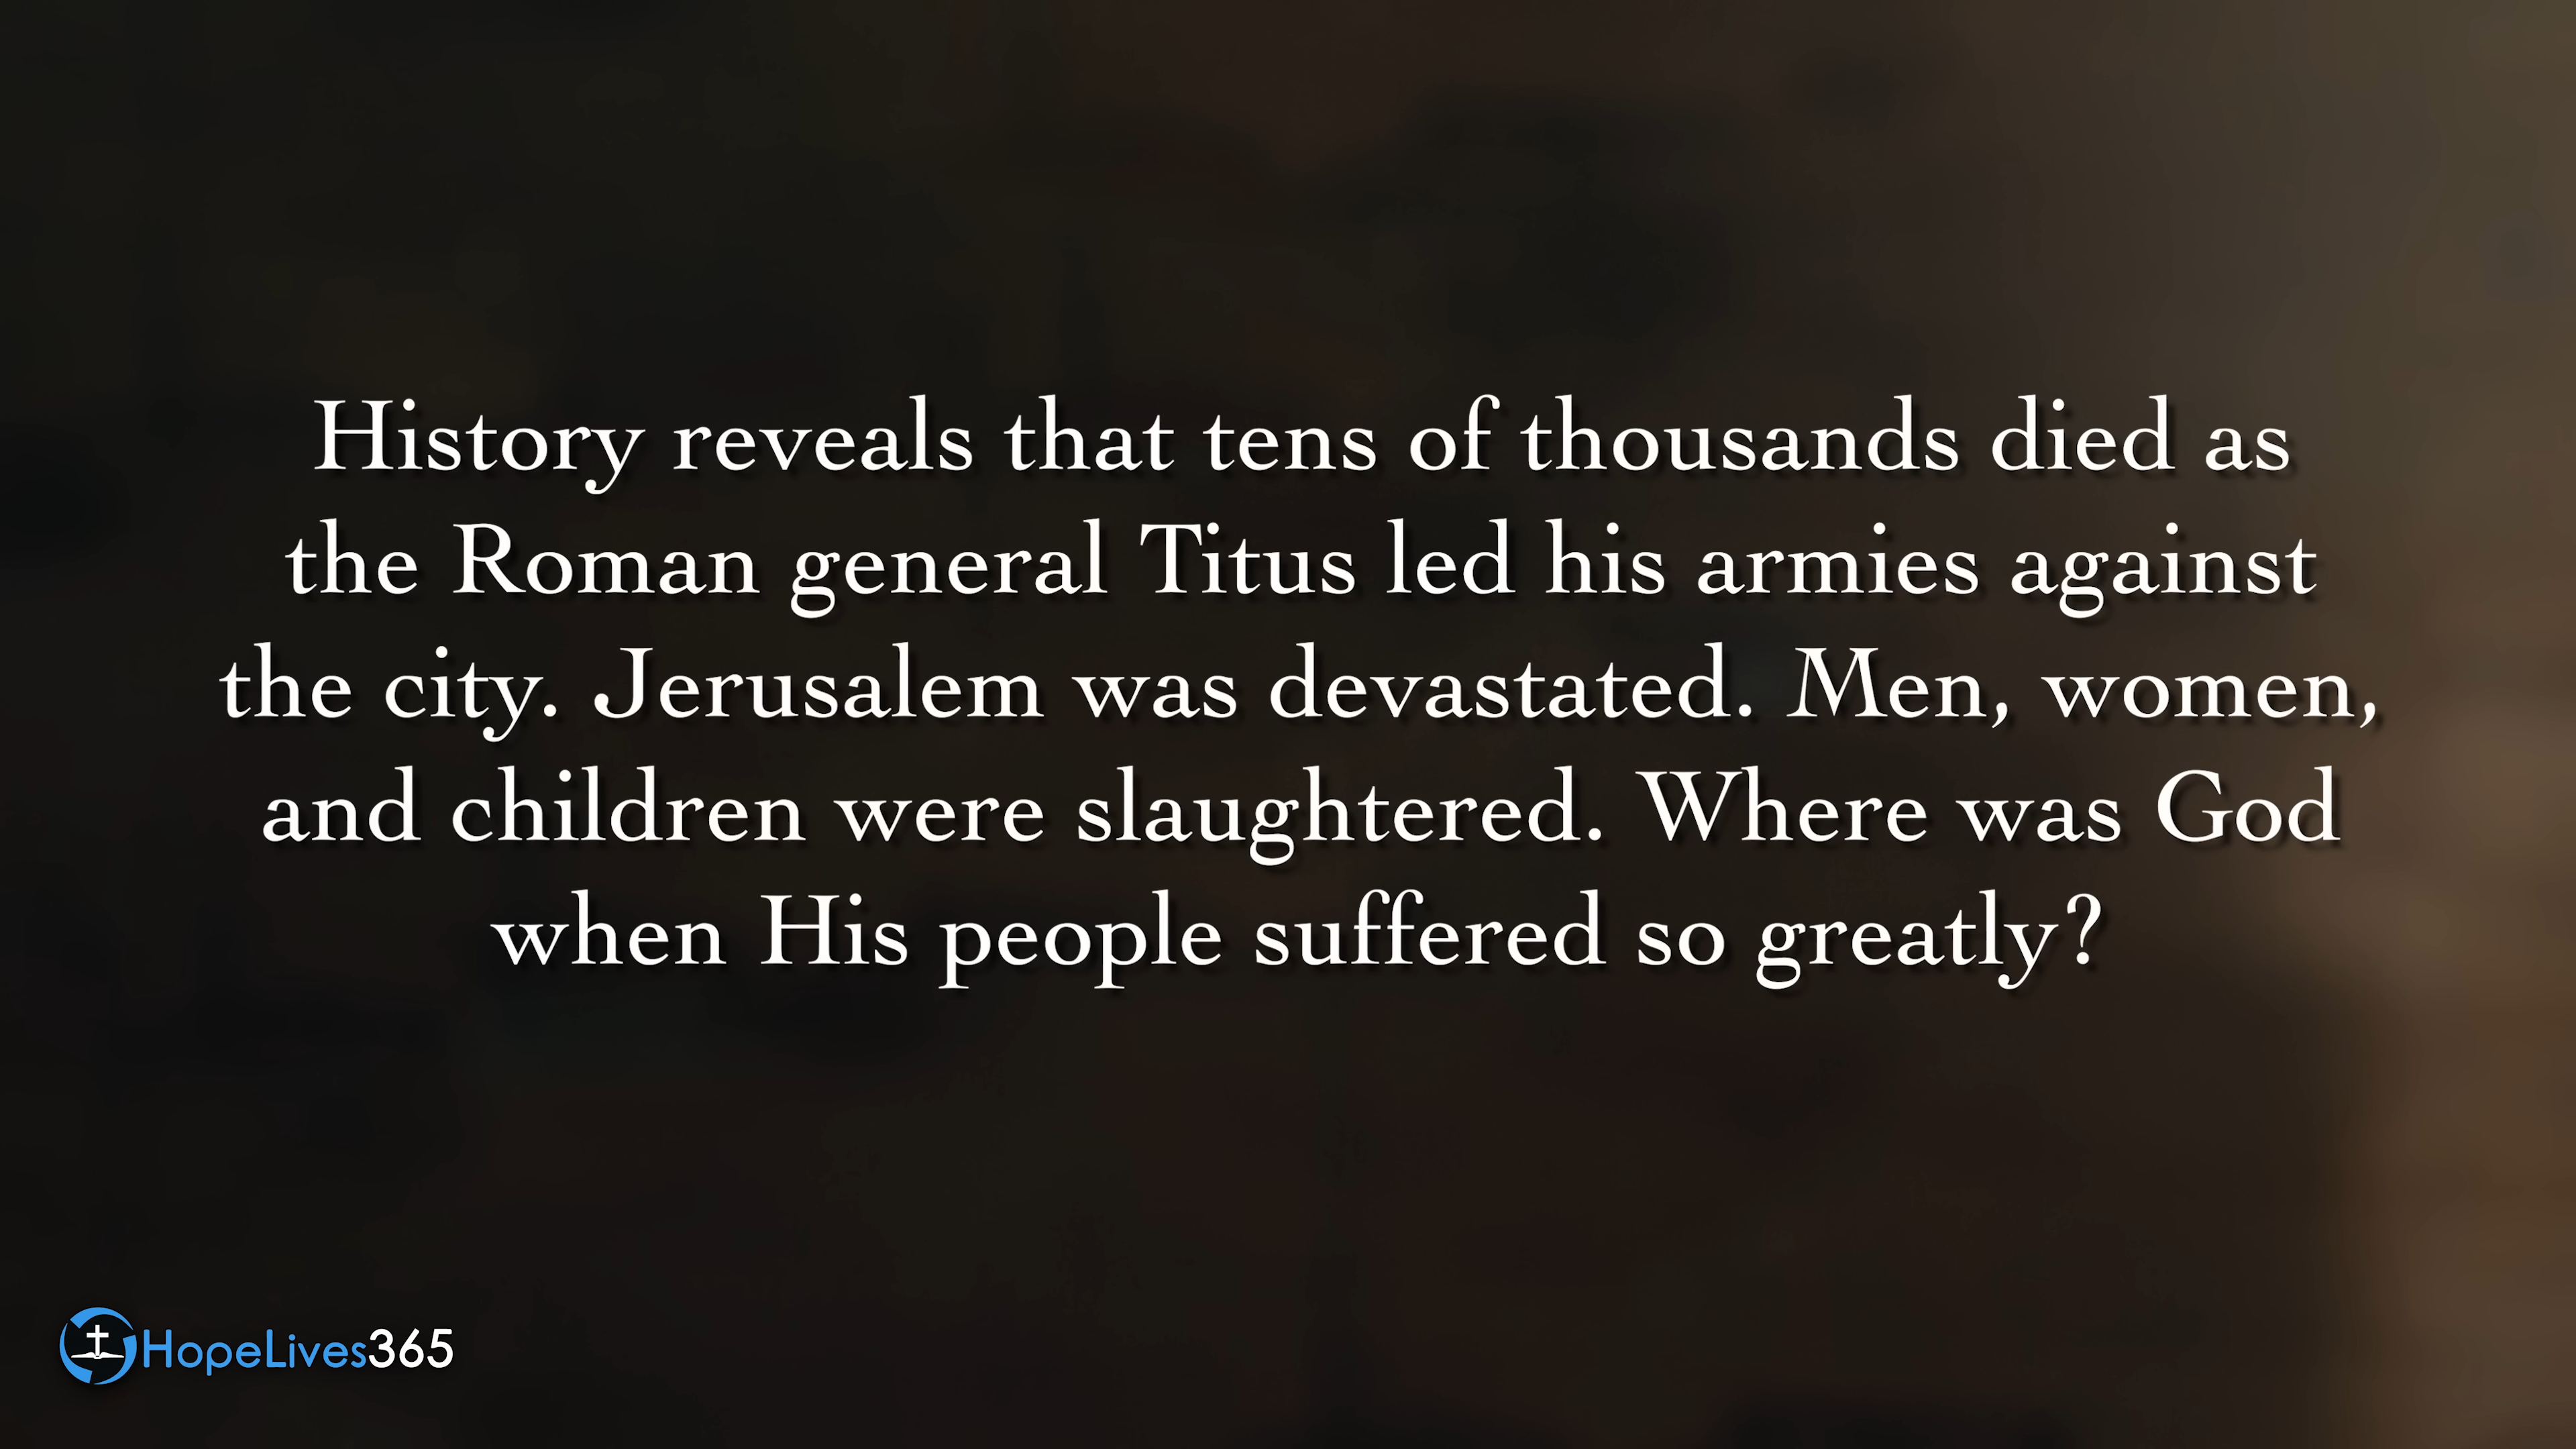 History reveals that tens of thousands died as
the Roman general Titus led his armies against
the city. Jerusalem was devastated. Men, women,
and children were slaughtered. Where was God
when His people suffered so greatly?
HopeLives365